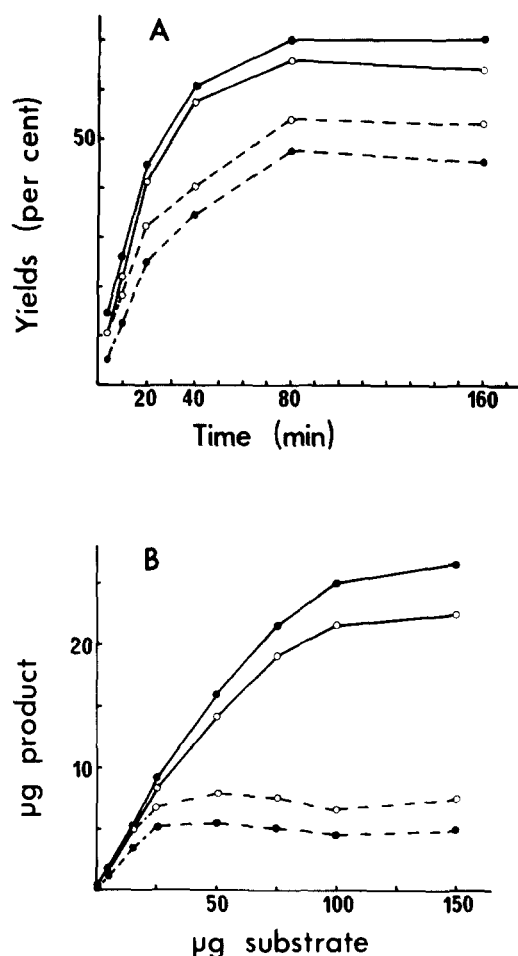 A
50
Yields (per cent)
20 40 80 160
Time (min)
B
20
10
µg product
50 100 150
µg substrate